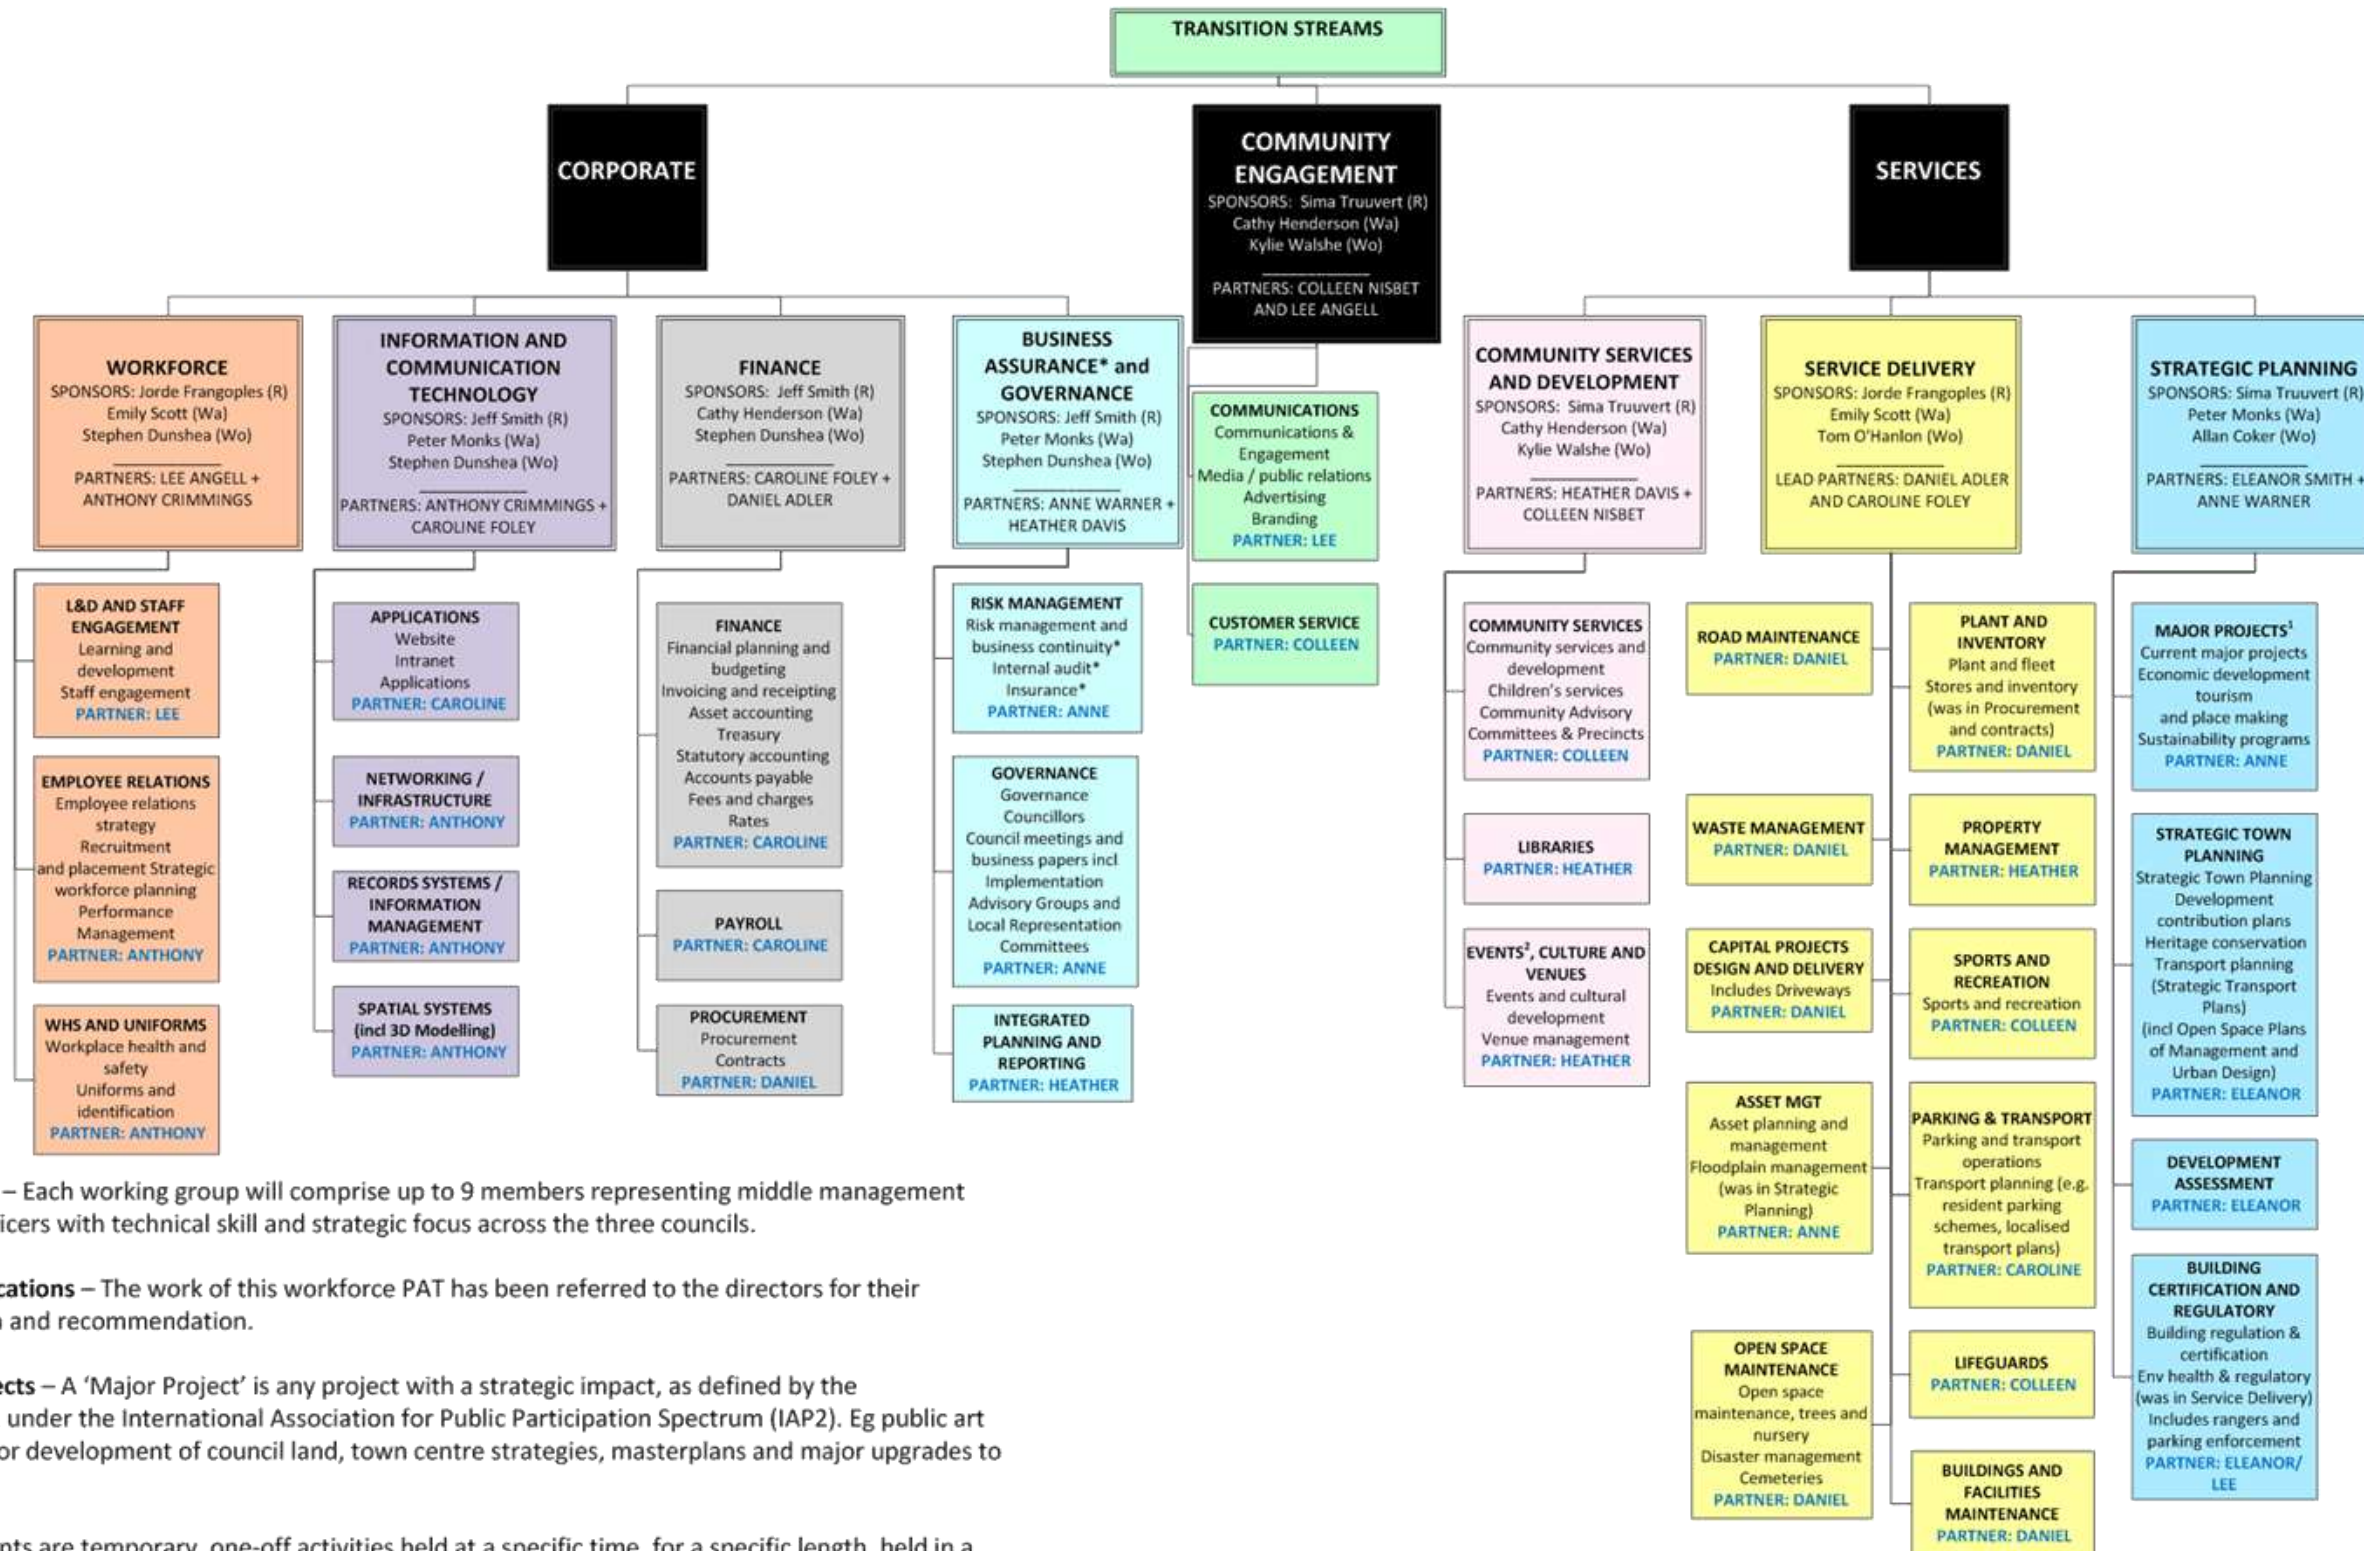 TRANSITION STREAMS
CORPORATE
COMMUNITY
ENGAGEMENT
SPONSORS: Sima Truuvert (R)
Cathy Henderson (Wa)
Kylie Walshe (Wo)
PARTNERS: COLLEEN NISBET
AND LEE ANGELL
SERVICES
WORKFORCE
SPONSORS: Jorde Frangoples (R)
Emily Scott (Wa)
Stephen Dunshea (Wo)
PARTNERS: LEE ANGELL +
ANTHONY CRIMMINGS
INFORMATION AND
COMMUNICATION
TECHNOLOGY
SPONSORS: Jeff Smith (R)
Peter Monks (Wa)
Stephen Dunshea (Wo)
PARTNERS: ANTHONY CRIMMINGS +
CAROLINE FOLEY
FINANCE
SPONSORS: Jeff Smith (R)
Cathy Henderson (Wa)
Stephen Dunshea (Wo)
PARTNERS: CAROLINE FOLEY +
DANIEL ADLER
BUSINESS
ASSURANCE* and
GOVERNANCE
SPONSORS: Jeff Smith (R)
Peter Monks (Wa)
Stephen Dunshea (Wo)
PARTNERS: ANNE WARNER +
HEATHER DAVIS
COMMUNITY SERVICES
AND DEVELOPMENT
SPONSORS: Sima Truuvert (R)
Cathy Henderson (Wa)
Kylie Walshe (Wo)
PARTNERS: HEATHER DAVIS +
COLLEEN NISBET
SERVICE DELIVERY
SPONSORS: Jorde Frangoples (R)
Emily Scott (Wa)
Tom O'Hanlon (Wo)
LEAD PARTNERS: DANIEL ADLER
AND CAROLINE FOLEY
STRATEGIC PLANNING
SPONSORS: Sima Truuvert (R)
Peter Monks (Wa)
Allan Coker (Wo)
PARTNERS: ELEANOR SMITH +
ANNE WARNER
L&D AND STAFF
ENGAGEMENT
Learning and
development
Staff engagement
PARTNER: LEE
EMPLOYEE RELATIONS
Employee relations
strategy
Recruitment
and placement Strategic
workforce planning
Performance
Management
PARTNER: ANTHONY
WHS AND UNIFORMS
Workplace health and
safety
Uniforms and
identification
PARTNER: ANTHONY
APPLICATIONS
Website
Intranet
Applications
PARTNER: CAROLINE
NETWORKING /
INFRASTRUCTURE
PARTNER: ANTHONY
RECORDS SYSTEMS /
INFORMATION
MANAGEMENT
PARTNER: ANTHONY
SPATIAL SYSTEMS
(incl 3D Modelling)
PARTNER: ANTHONY
FINANCE
Financial planning and
budgeting
Invoicing and receipting
Asset accounting
Treasury
Statutory accounting
Accounts payable
Fees and charges
Rates
PARTNER: CAROLINE
PAYROLL
PARTNER: CAROLINE
PROCUREMENT
Procurement
Contracts
PARTNER: DANIEL
RISK MANAGEMENT
Risk management and
business continuity*
Internal audit*
Insurance*
PARTNER: ANNE
GOVERNANCE
Governance
Councillors
Council meetings and
business papers incl
Implementation
Advisory Groups and
Local Representation
Committees
PARTNER: ANNE
INTEGRATED
PLANNING AND
REPORTING
PARTNER: HEATHER
COMMUNICATIONS
Communications &
Engagement
Media / public relations
Advertising
Branding
PARTNER: LEE
CUSTOMER SERVICE
PARTNER: COLLEEN
COMMUNITY SERVICES
Community services and
development
Children's services
Community Advisory
Committees & Precincts
PARTNER: COLLEEN
LIBRARIES
PARTNER: HEATHER
EVENTS², CULTURE AND
VENUES
Events and cultural
development
Venue management
PARTNER: HEATHER
ROAD MAINTENANCE
PARTNER: DANIEL
WASTE MANAGEMENT
PARTNER: DANIEL
CAPITAL PROJECTS
DESIGN AND DELIVERY
Includes Driveways
PARTNER: DANIEL
ASSET MGT
Asset planning and
management
Floodplain management
(was in Strategic
Planning)
PARTNER: ANNE
OPEN SPACE
MAINTENANCE
Open space
maintenance, trees and
nursery
Disaster management
Cemeteries
PARTNER: DANIEL
PLANT AND
INVENTORY
Plant and fleet
Stores and inventory
(was in Procurement
and contracts)
PARTNER: DANIEL
PROPERTY
MANAGEMENT
PARTNER: HEATHER
SPORTS AND
RECREATION
Sports and recreation
PARTNER: COLLEEN
PARKING & TRANSPORT
Parking and transport
operations
Transport planning (e.g.
resident parking
schemes, localised
transport plans)
PARTNER: CAROLINE
LIFEGUARDS
PARTNER: COLLEEN
BUILDINGS AND
FACILITIES
MAINTENANCE
PARTNER: DANIEL
MAJOR PROJECTS¹
Current major projects
Economic development
tourism
and place making
Sustainability programs
PARTNER: ANNE
STRATEGIC TOWN
PLANNING
Strategic Town Planning
Development
contribution plans
Heritage conservation
Transport planning
(Strategic Transport
Plans)
(incl Open Space Plans
of Management and
Urban Design)
PARTNER: ELEANOR
DEVELOPMENT
ASSESSMENT
PARTNER: ELEANOR
BUILDING
CERTIFICATION AND
REGULATORY
Building regulation &
certification
Env health & regulatory
(was in Service Delivery)
Includes rangers and
parking enforcement
PARTNER: ELEANOR/
LEE
– Each working group will comprise up to 9 members representing middle management
icers with technical skill and strategic focus across the three councils.
cations – The work of this workforce PAT has been referred to the directors for their
and recommendation.
ects – A ‘Major Project’ is any project with a strategic impact, as defined by the
under the International Association for Public Participation Spectrum (IAP2). Eg public art
or development of council land, town centre strategies, masterplans and major upgrades to
nts are temporary, one-off activities held at a specific time, for a specific length, held in a